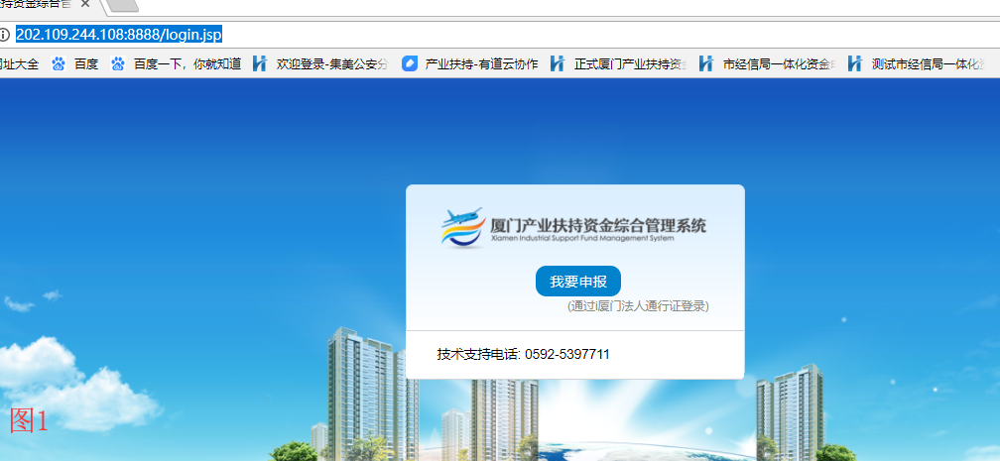 持资金综合管
202.109.244.108:8888/login.jsp
网址大全 百度 百度一下，你就知道 欢迎登录-集美公安分 产业扶持-有道云协作 正式厦门产业扶持资金 市经信局一体化资金 测试市经信局一体化
厦门产业扶持资金综合管理系统
Xiamen Industrial Support Fund Management System
我要申报
(通过i厦门法人通行证登录)
技术支持电话: 0592-5397711
图1